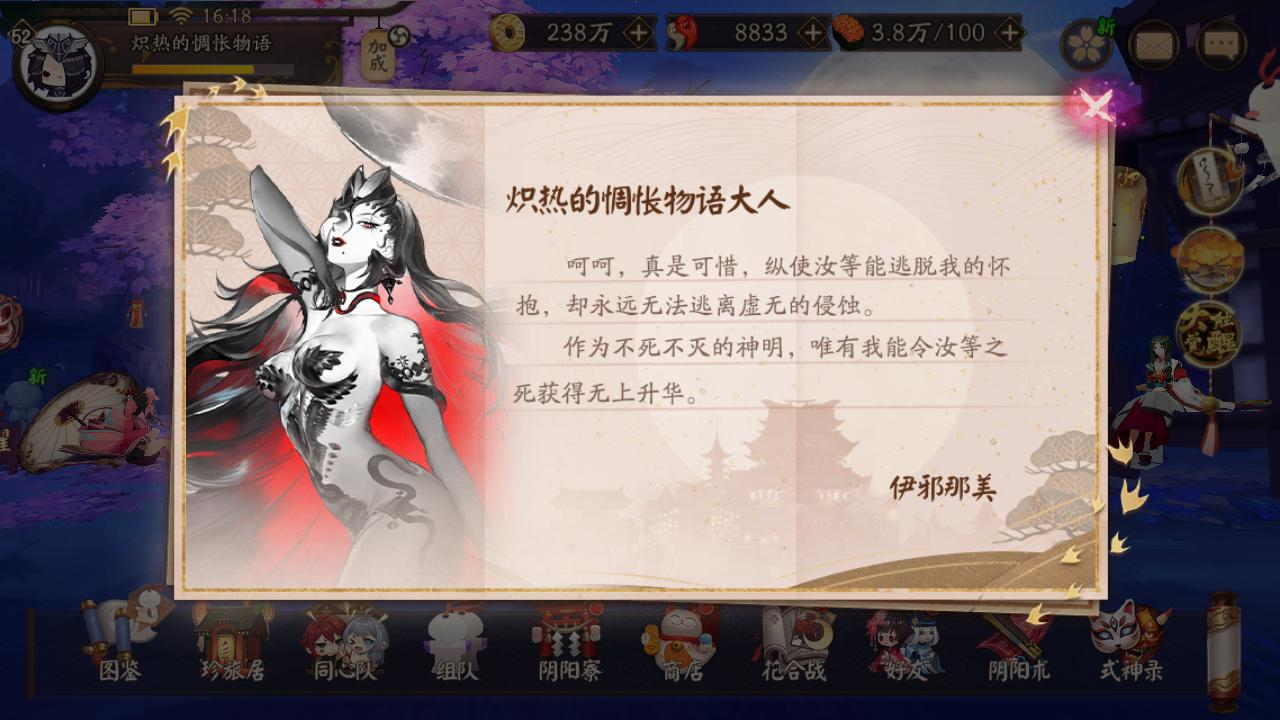 52
16:18
炽热的惆怅物语
加成
238万
8833
3.8万/100
新
炽热的惆怅物语大人
呵呵，真是可惜，纵使汝等能逃脱我的怀
抱，却永远无法逃离虚无的侵蚀。
作为不死不灭的神明，唯有我能令汝等之
死获得无上升华。
伊邪那美
新
图鉴
珍旅居
同心队
组队
阴阳寮
商店
花合战
好友
阴阳术
式神录